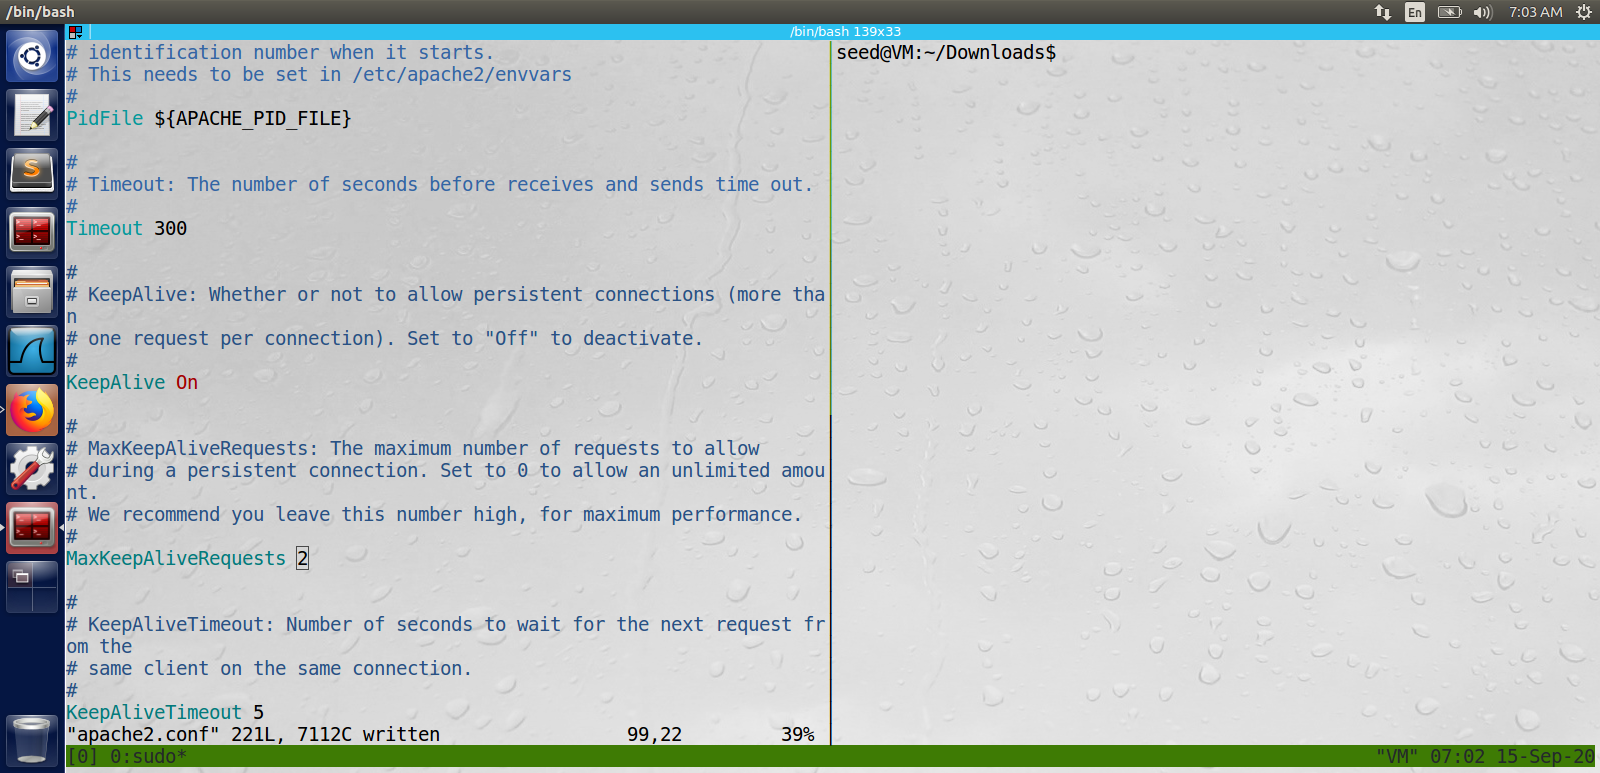 /bin/bash
En
7:03 AM
/bin/bash 139x33
# identification number when it starts.
# This needs to be set in /etc/apache2/envvars
#
PidFile ${APACHE_PID_FILE}
#
# Timeout: The number of seconds before receives and sends time out.
#
Timeout 300
#
# KeepAlive: Whether or not to allow persistent connections (more tha
n
# one request per connection). Set to "Off" to deactivate.
#
KeepAlive On
#
# MaxKeepAliveRequests: The maximum number of requests to allow
# during a persistent connection. Set to 0 to allow an unlimited amou
nt.
# We recommend you leave this number high, for maximum performance.
#
MaxKeepAliveRequests 2
#
# KeepAliveTimeout: Number of seconds to wait for the next request fr
om the
# same client on the same connection.
#
KeepAliveTimeout 5
"apache2.conf" 221L, 7112C written 99,22 39%
seed@VM:~/Downloads$
[0] 0:sudo* "VM" 07:02 15-Sep-20